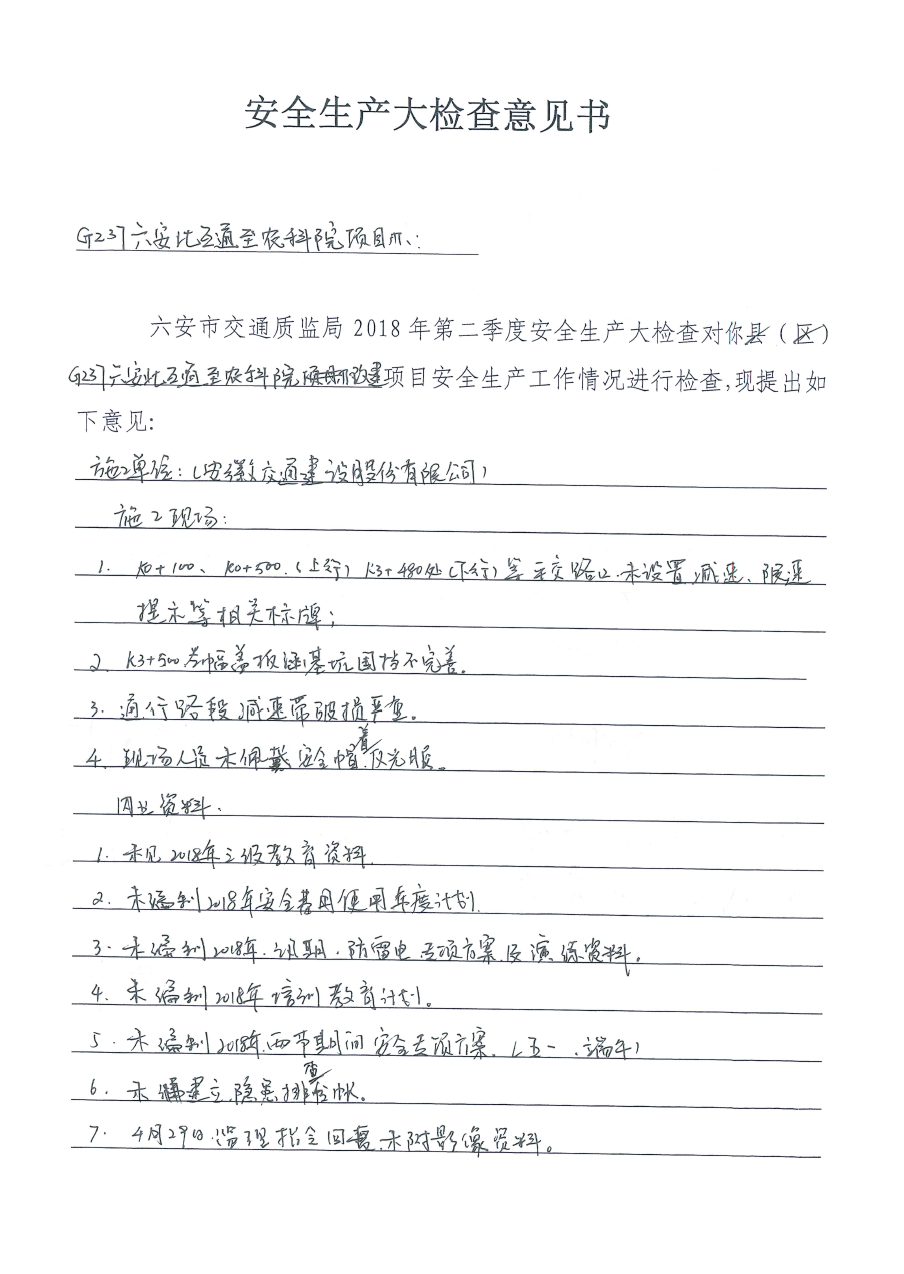 安全生产大检查意见书
G237六安北互通至农科院项目办:
六安市交通质监局2018年第二季度安全生产大检查对你县（区）
G237六安北互通至农科院改建项目安全生产工作情况进行检查,现提出如
下意见:
施工单位:(安徽交通建设股份有限公司)
施工现场:
1. K0+100、K0+500.(上行) K3+480处(下行)等平交路口.未设置减速、限速
提示等相关标牌;
2. K3+500右幅盖板涵基坑围挡不完善.
3. 通行路段减速带破损严重。
4. 现场人员未佩戴安全帽.着反光服。
内业资料.
1. 未见2018年三级教育资料.
2. 未编制2018年安全费用使用年度计划.
3. 未编制2018年.汛期.防雷电专项方案及演练资料。
4. 未编制2018年培训教育计划。
5. 未编制2018年两节期间安全专项方案.(五一、端午)
6. 未建立隐患排查台帐。
7. 4月29日.监理指令回复.未附影像资料。